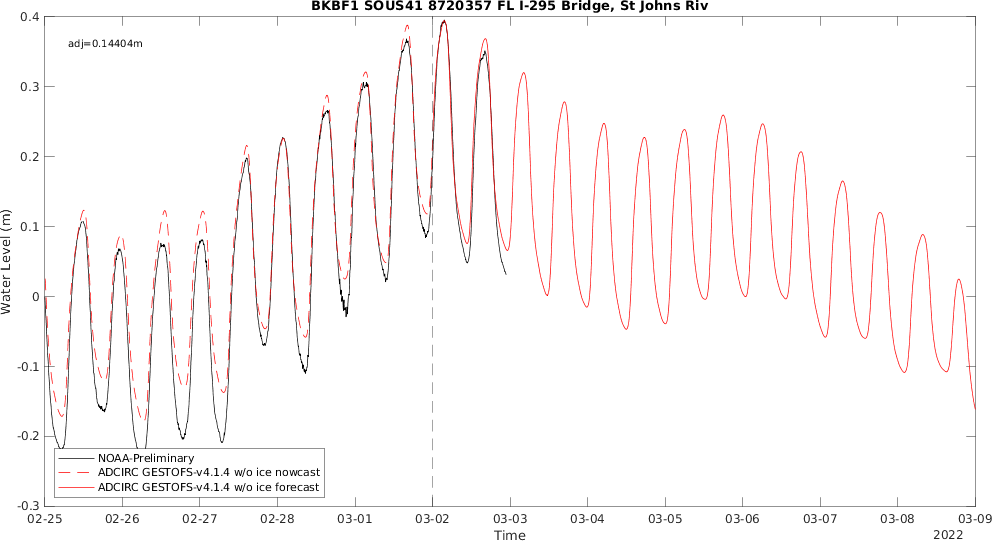 BKBF1 SOUS41 8720357 FL I-295 Bridge, St Johns Riv
adj=0.14404m
Water Level (m)
0.4
0.3
0.2
0.1
0
-0.1
-0.2
-0.3
NOAA-Preliminary
ADCIRC GESTOFS-v4.1.4 w/o ice nowcast
ADCIRC GESTOFS-v4.1.4 w/o ice forecast
02-25 02-26 02-27 02-28 03-01 03-02 03-03 03-04 03-05 03-06 03-07 03-08 03-09
Time
2022